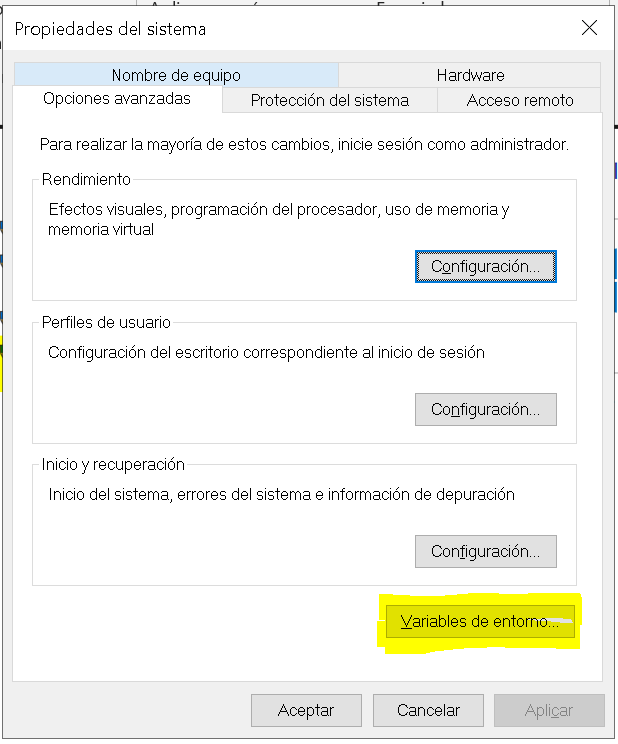 Propiedades del sistema
Nombre de equipo
Hardware
Opciones avanzadas
Protección del sistema
Acceso remoto
Para realizar la mayoría de estos cambios, inicie sesión como administrador.
Rendimiento
Efectos visuales, programación del procesador, uso de memoria y
memoria virtual
Configuración...
Perfiles de usuario
Configuración del escritorio correspondiente al inicio de sesión
Configuración...
Inicio y recuperación
Inicio del sistema, errores del sistema e información de depuración
Configuración...
Variables de entorno...
Aceptar
Cancelar
Aplicar